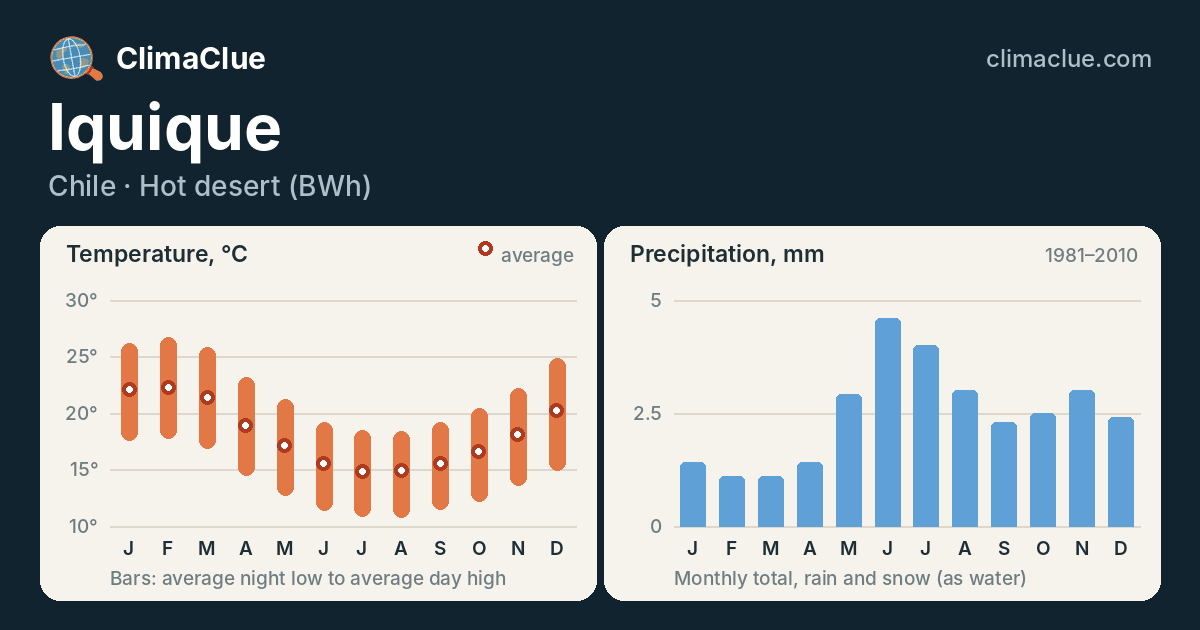 ClimaClue
climaclue.com
Iquique
Chile · Hot desert (BWh)
Temperature, °C
average
30°
25°
20°
15°
10°
J F M A M J J A S O N D
Bars: average night low to average day high
Precipitation, mm
1981–2010
5
2.5
0
J F M A M J J A S O N D
Monthly total, rain and snow (as water)